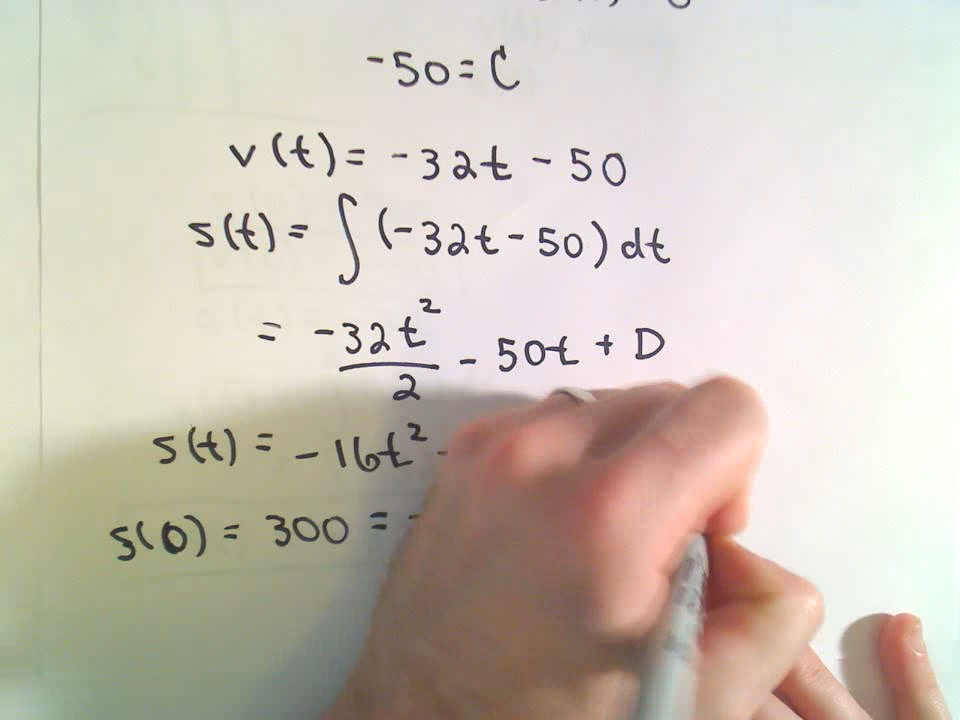 -50 = C
v(t) = -32t - 50
s(t) = ∫ (-32t - 50) dt
= -32t²/2 - 50t + D
s(t) = -16t² -
s(0) = 300 = -